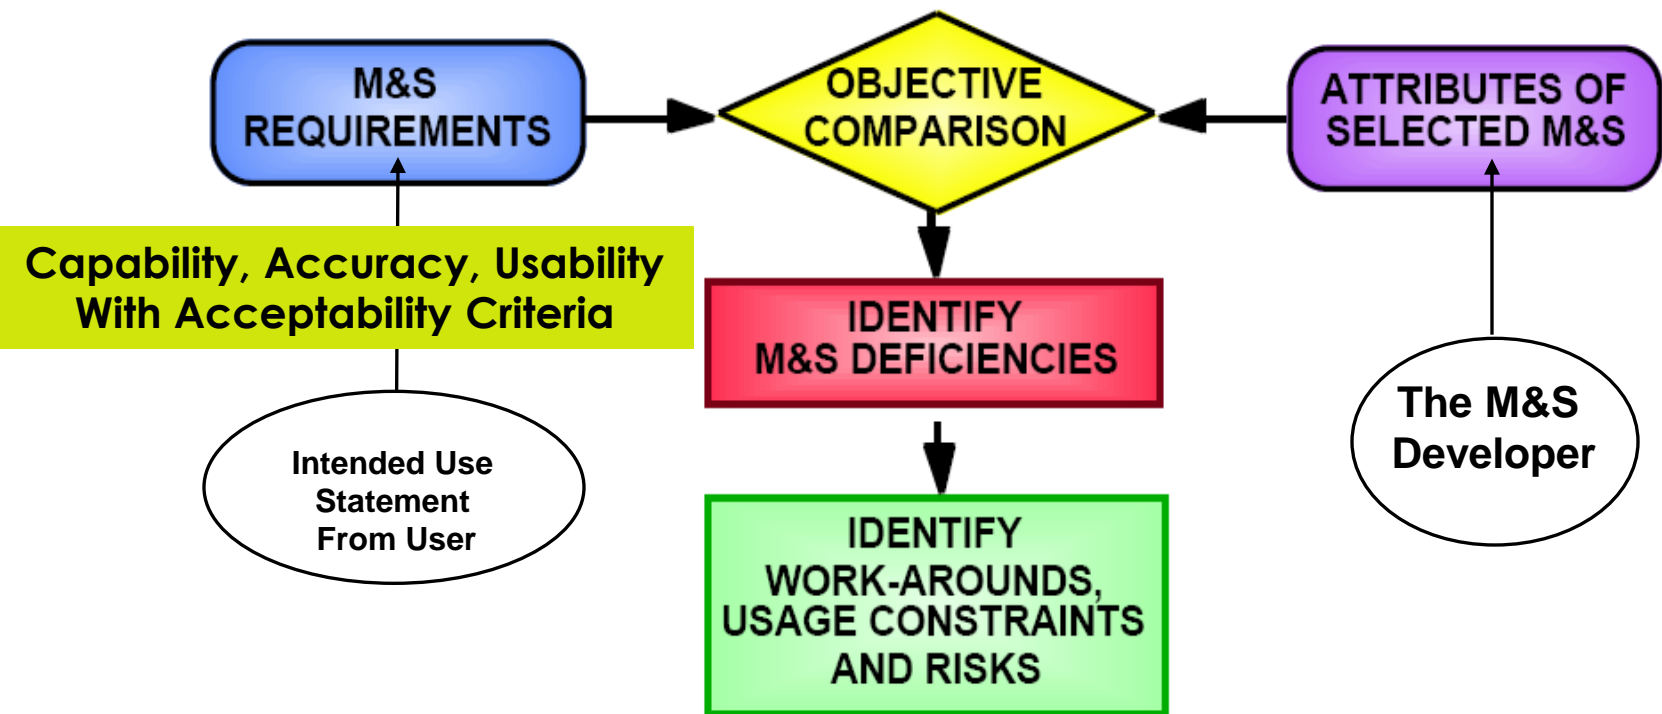 M&S
REQUIREMENTS
OBJECTIVE
COMPARISON
ATTRIBUTES OF
SELECTED M&S
Capability, Accuracy, Usability
With Acceptability Criteria
IDENTIFY
M&S DEFICIENCIES
Intended Use
Statement
From User
The M&S
Developer
IDENTIFY
WORK-AROUNDS,
USAGE CONSTRAINTS
AND RISKS